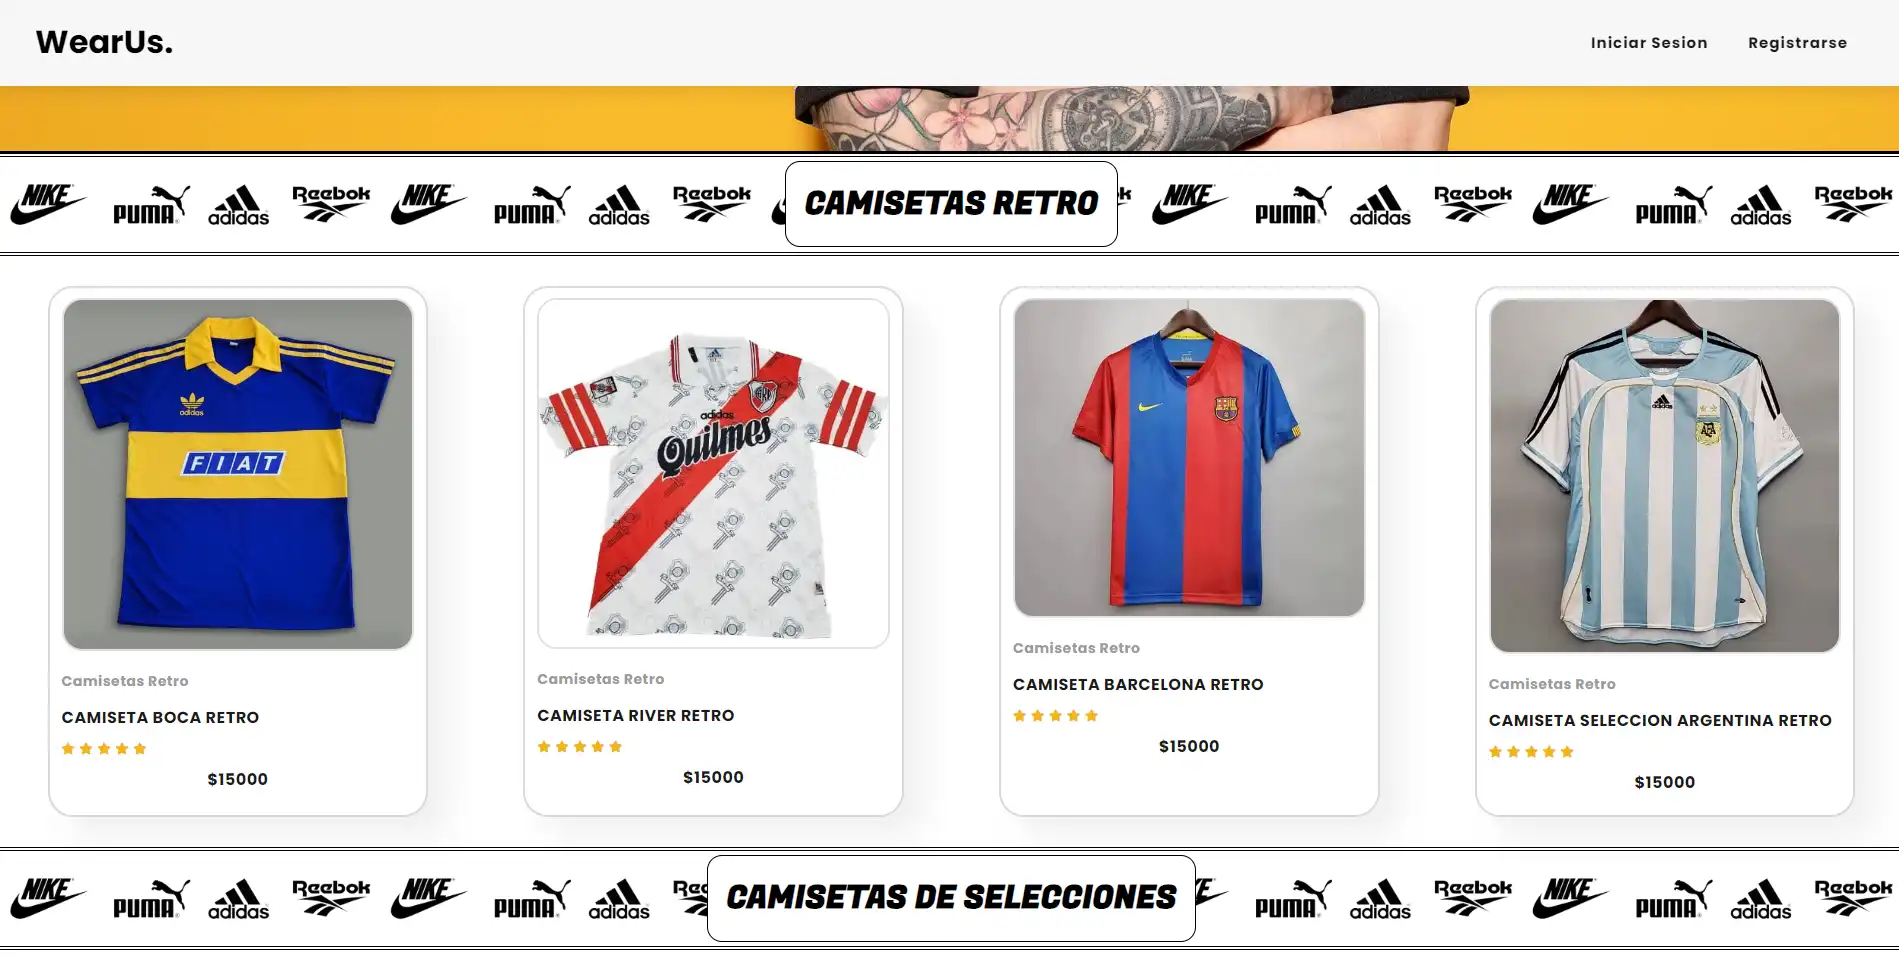 WearUs.
Iniciar Sesion Registrarse
NIKE PUMA adidas Reebok NIKE PUMA adidas Reebok CAMISETAS RETRO NIKE PUMA adidas Reebok NIKE PUMA adidas Reebok
adidas
FIAT
adidas
Quilmes
AFA
Camisetas Retro
CAMISETA BOCA RETRO
$15000
Camisetas Retro
CAMISETA RIVER RETRO
$15000
Camisetas Retro
CAMISETA BARCELONA RETRO
$15000
Camisetas Retro
CAMISETA SELECCION ARGENTINA RETRO
$15000
NIKE PUMA adidas Reebok NIKE PUMA adidas CAMISETAS DE SELECCIONES PUMA adidas Reebok NIKE PUMA adidas Reebok